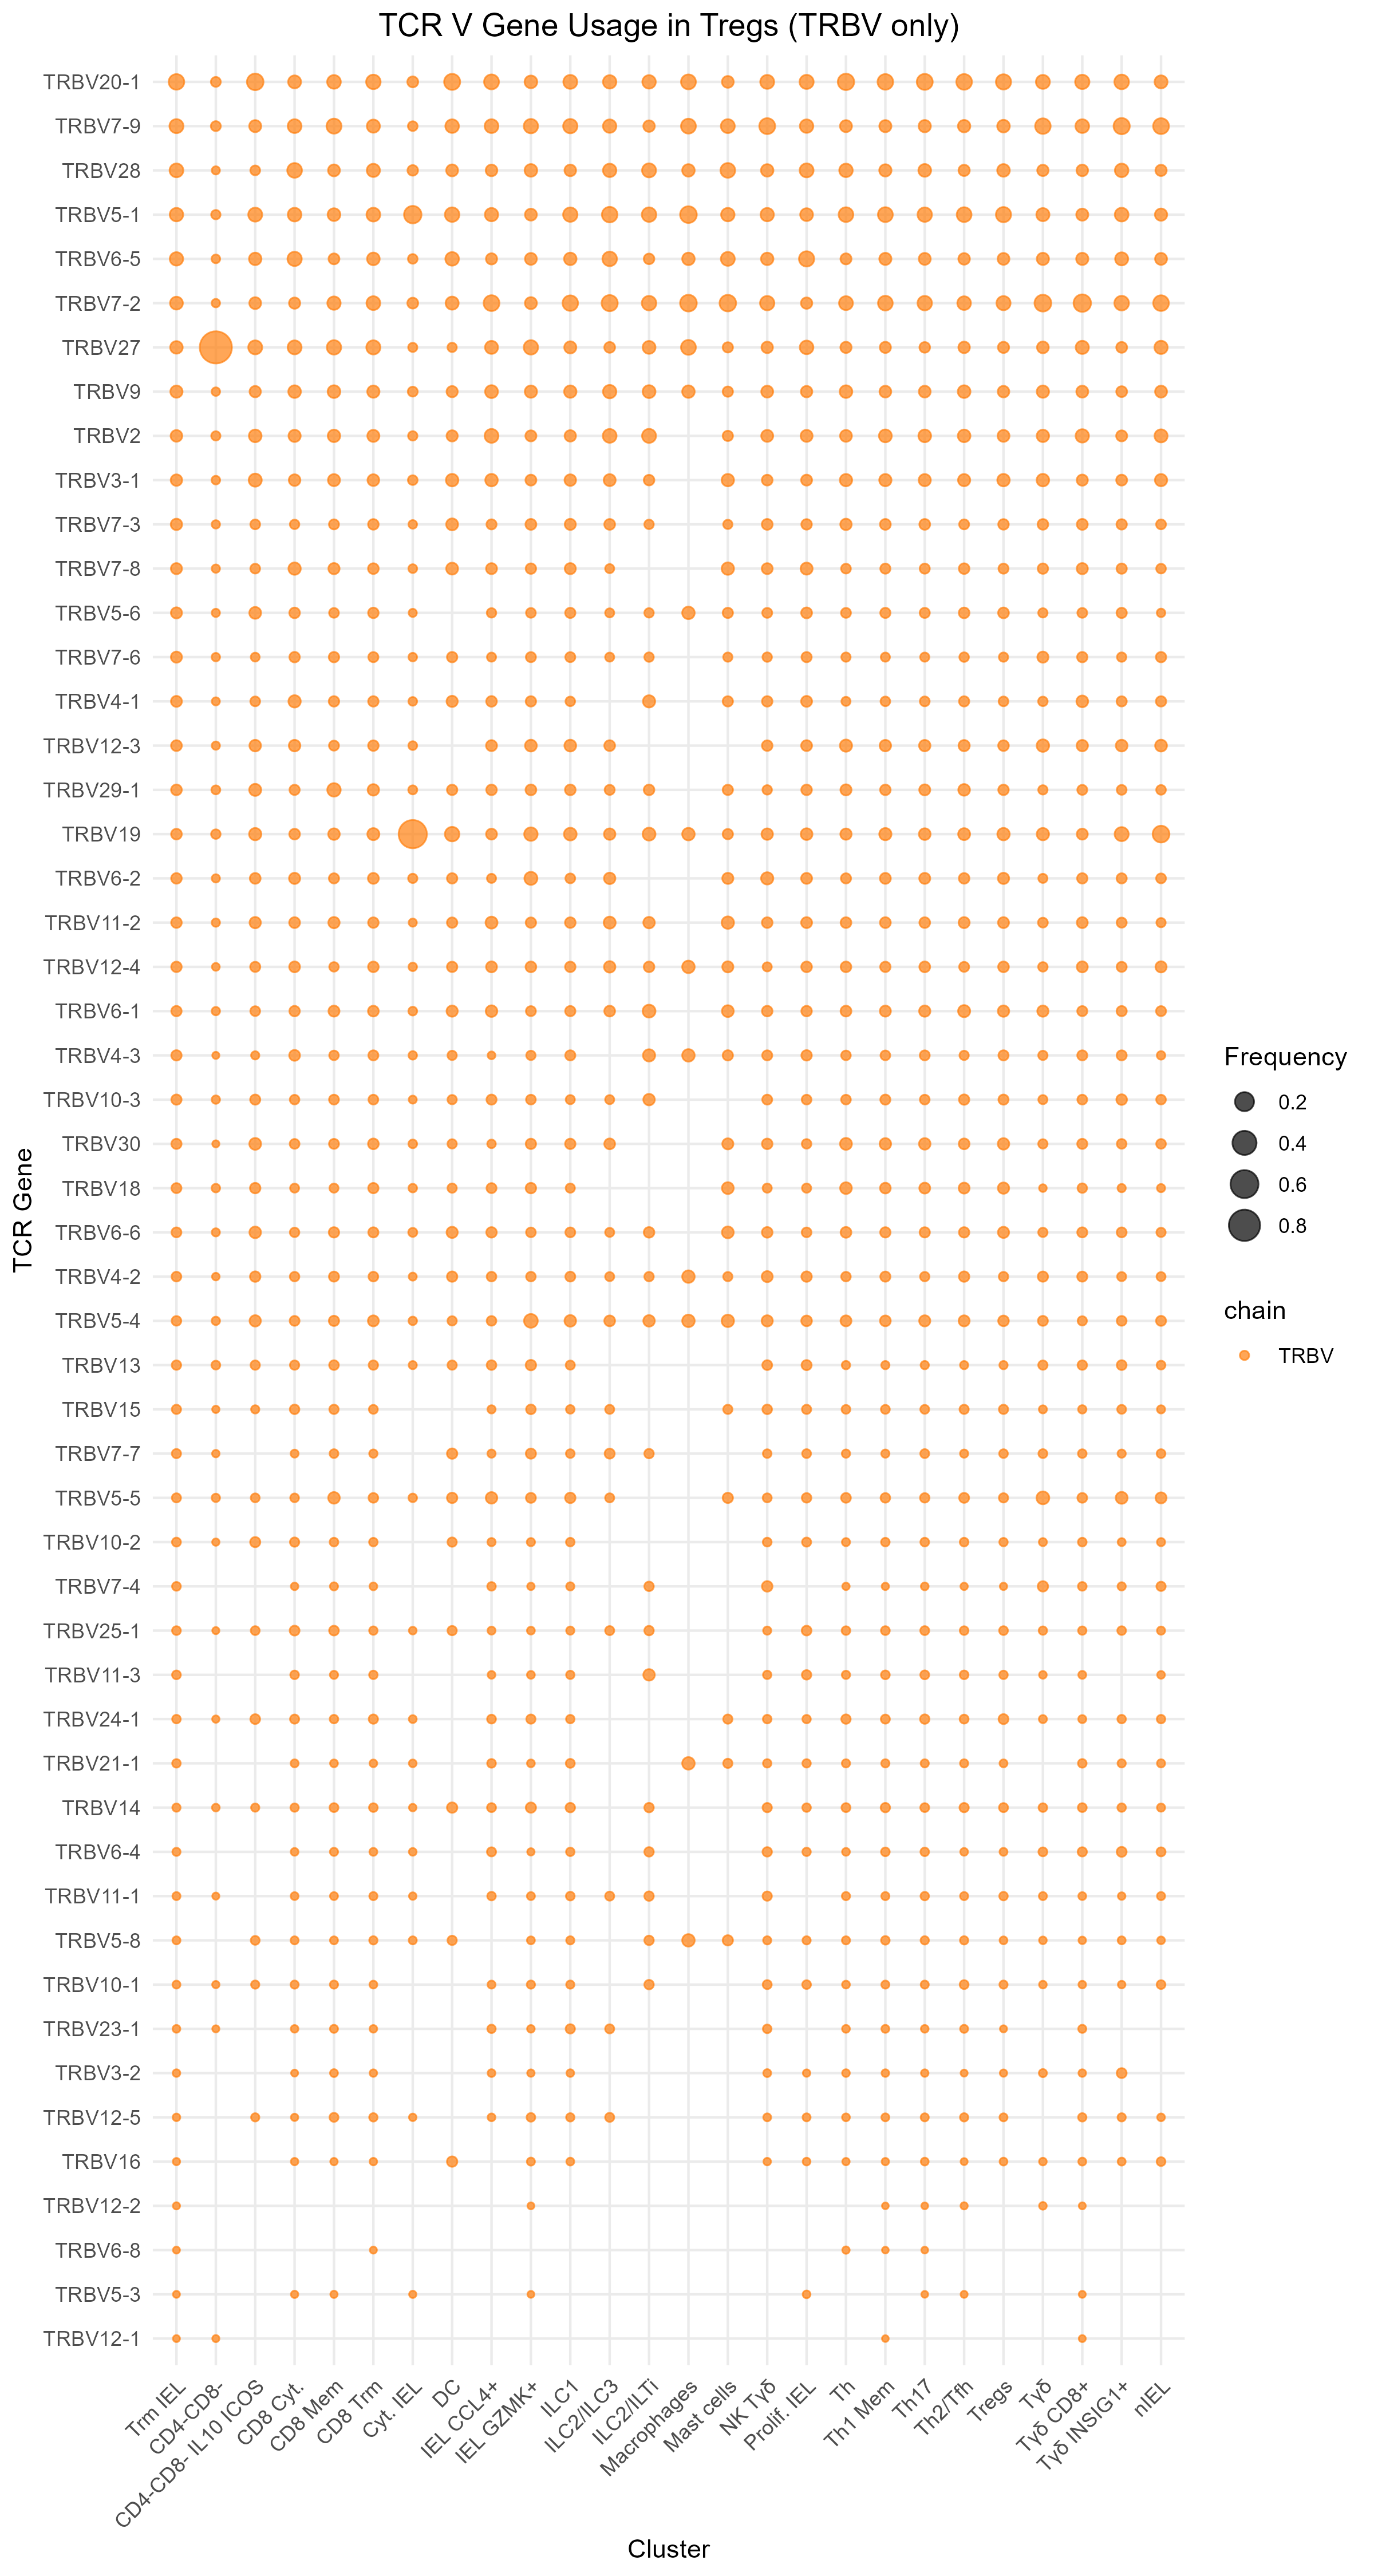 TCR V Gene Usage in Tregs (TRBV only)
TRBV20-1
TRBV7-9
TRBV28
TRBV5-1
TRBV6-5
TRBV7-2
TRBV27
TRBV9
TRBV2
TRBV3-1
TRBV7-3
TRBV7-8
TRBV5-6
TRBV7-6
TRBV4-1
TRBV12-3
TRBV29-1
TRBV19
TRBV6-2
TRBV11-2
TRBV12-4
TRBV6-1
TRBV4-3
TRBV10-3
TRBV30
TRBV18
TRBV6-6
TRBV4-2
TRBV5-4
TRBV13
TRBV15
TRBV7-7
TRBV5-5
TRBV10-2
TRBV7-4
TRBV25-1
TRBV11-3
TRBV24-1
TRBV21-1
TRBV14
TRBV6-4
TRBV11-1
TRBV5-8
TRBV10-1
TRBV23-1
TRBV3-2
TRBV12-5
TRBV16
TRBV12-2
TRBV6-8
TRBV5-3
TRBV12-1
TCR Gene
Trm IEL
CD4-CD8-
CD4-CD8- IL10 ICOS
CD8 Cyt.
CD8 Mem
CD8 Trm
Cyt. IEL
DC
IEL CCL4+
IEL GZMK+
ILC1
ILC2/ILC3
ILC2/ILTi
Macrophages
Mast cells
NK Tγδ
Prolif. IEL
Th
Th1 Mem
Th17
Th2/Tfh
Tregs
Tγδ
Tγδ CD8+
Tγδ INSIG1+
nIEL
Cluster
Frequency
0.2
0.4
0.6
0.8
chain
TRBV